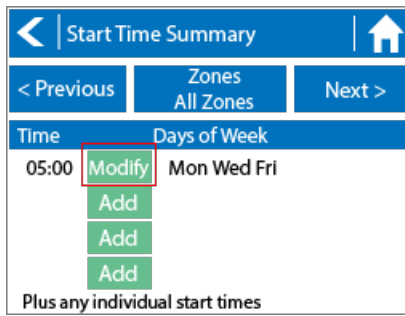 Start Time Summary
< Previous
Zones
All Zones
Next >
Time Days of Week
05:00 Modify Mon Wed Fri
Add
Add
Add
Plus any individual start times